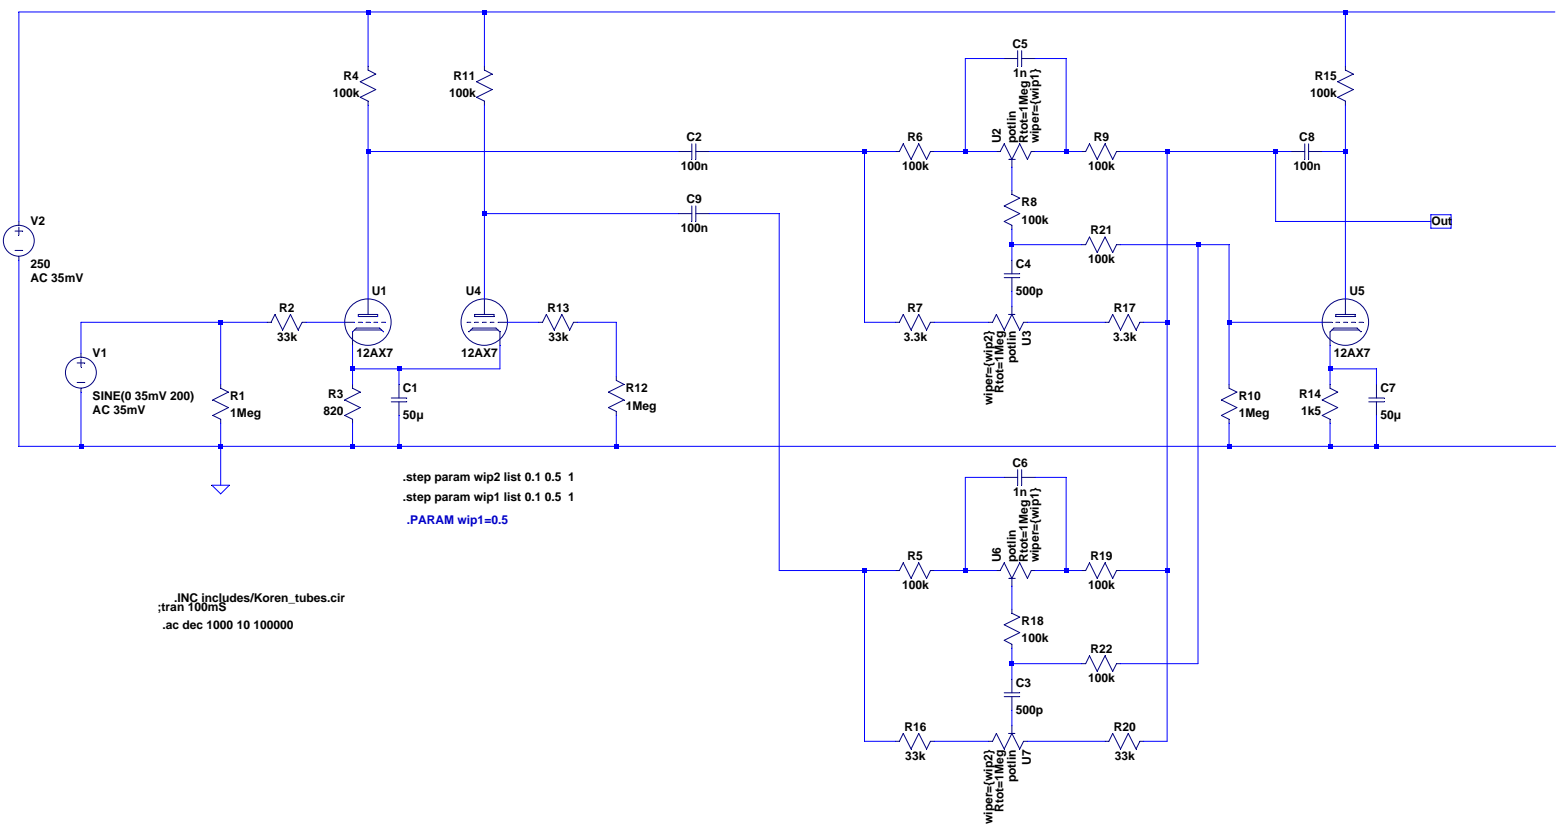 C5
1n
R4
100k
R11
100k
U2
potlin
Rtot=1Meg
wiper={wip1}
R15
100k
C2
100n
R6
100k
R9
100k
C8
100n
C9
100n
R8
100k
Out
V2
250
AC 35mV
R21
100k
C4
500p
U1
12AX7
U4
12AX7
U5
12AX7
R2
33k
R13
33k
R7
3.3k
R17
3.3k
wiper={wip2}
Rtot=1Meg
potlin
U3
V1
SINE(0 35mV 200)
AC 35mV
R1
1Meg
R3
820
C1
50µ
R12
1Meg
R10
1Meg
R14
1k5
C7
50µ
.step param wip2 list 0.1 0.5 1
.step param wip1 list 0.1 0.5 1
.PARAM wip1=0.5
C6
1n
U6
potlin
Rtot=1Meg
wiper={wip1}
R5
100k
R19
100k
.INC includes/Koren_tubes.cir
;tran 100mS
.ac dec 1000 10 100000
R18
100k
R22
100k
C3
500p
R16
33k
R20
33k
wiper={wip2}
Rtot=1Meg
potlin
U7